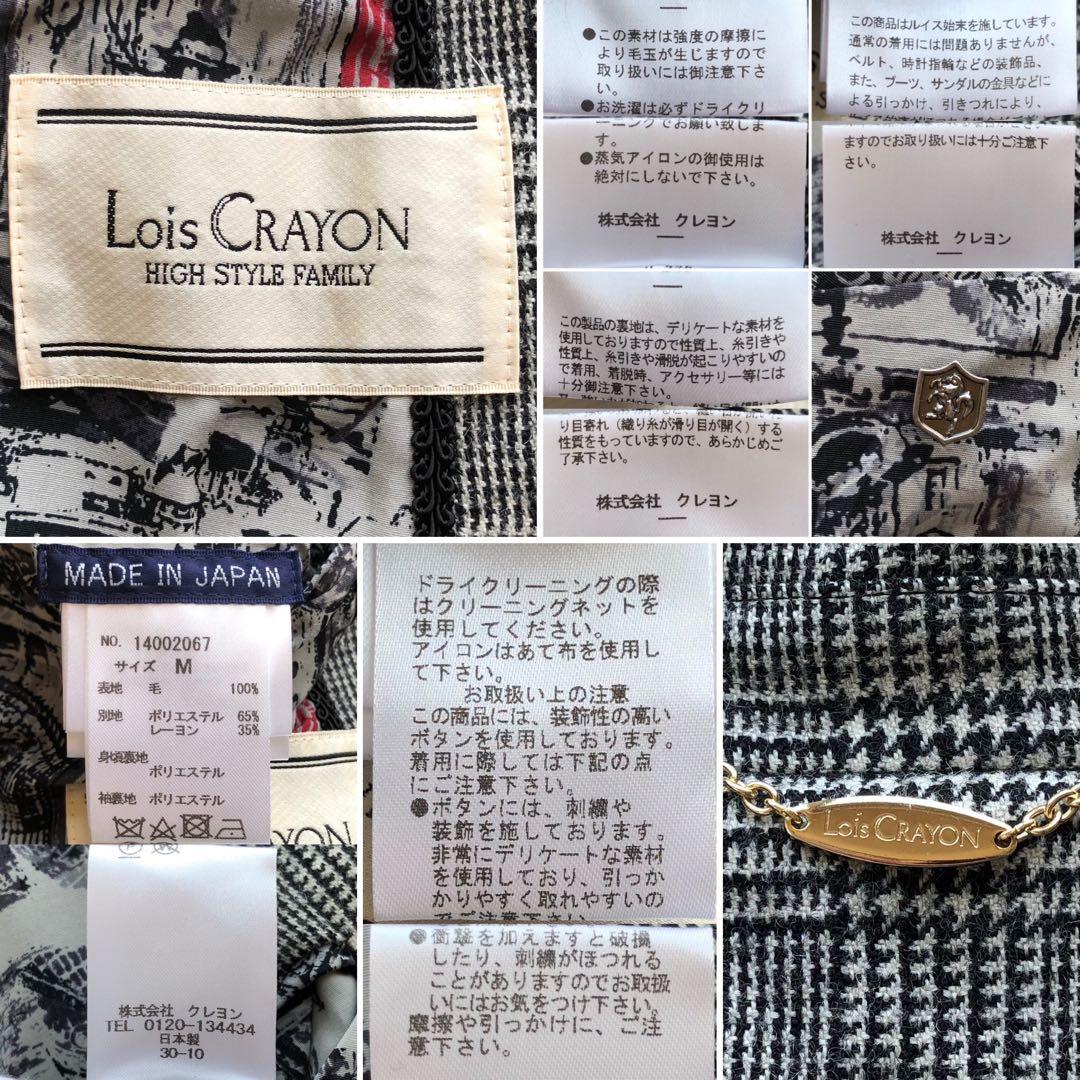 Lois CRAYON
HIGH STYLE FAMILY
●この素材は強度の摩擦に
より毛玉が生じますので
取り扱いには御注意下さ
い。
●お洗濯は必ずドライクリ
ーニングでお願い致しま
す。
●蒸気アイロンの御使用は
絶対にしないで下さい。
株式会社 クレヨン
この商品はルイス始末を施しています。
通常の着用には問題ありませんが、
ベルト、時計指輪などの装飾品、
また、ブーツ、サンダルの金具などに
よる引っかけ、引きつれにより、
ますのでお取り扱いには十分ご注意下
さい。
株式会社 クレヨン
この製品の裏地は、デリケートな素材を
使用しておりますので性質上、糸引きや
性質上、糸引きや滑脱が起こりやすいの
で着用、着脱時、アクセサリー等には
十分御注意下さい。
り目寄れ（織り糸が滑り目が開く）する
性質をもっていますので、あらかじめご
了承下さい。
株式会社 クレヨン
MADE IN JAPAN
NO. 14002067
サイズ M
表地 毛 100%
別地 ポリエステル 65%
レーヨン 35%
身頃裏地
ポリエステル
袖裏地 ポリエステル
CRAYON
株式会社 クレヨン
TEL 0120-134434
日本製
30-10
ドライクリーニングの際
はクリーニングネットを
使用してください。
アイロンはあて布を使用し
て下さい。
お取扱い上の注意
この商品には、装飾性の高い
ボタンを使用しております。
着用に際しては下記の点
にご注意下さい。
●ボタンには、刺繍や
装飾を施しております。
非常にデリケートな素材
を使用しており、引っか
かりやすく取れやすいの
でご注意下さい。
●衝撃を加えますと破損
したり、刺繍がほつれる
ことがありますのでお取扱
いにはお気をつけ下さい。
摩擦や引っかけに、ご注
意下さい。
Lois CRAYON